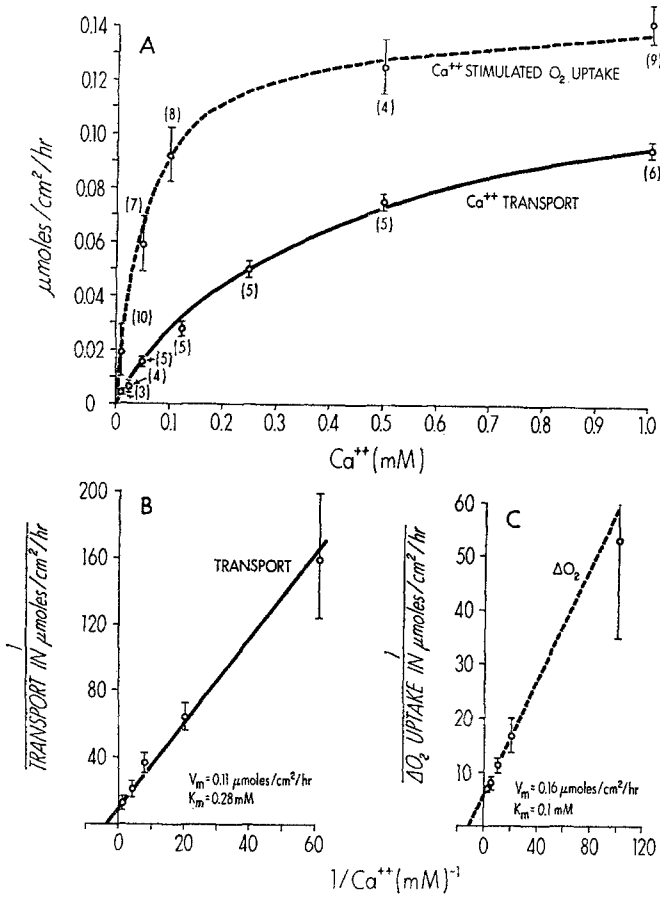 A
μmoles/cm²/hr
0.14
0.12
0.10
0.08
0.06
0.04
0.02
0
(10)
(7)
(8)
(4)
(9)
Ca⁺⁺ STIMULATED O₂ UPTAKE
(3)
(4)
(5)
(5)
(5)
(5)
(6)
Ca⁺⁺ TRANSPORT
0 0.1 0.2 0.3 0.4 0.5 0.6 0.7 0.8 0.9 1.0
Ca⁺⁺(mM)
B
1
TRANSPORT IN μmoles/cm²/hr
200
160
120
80
40
TRANSPORT
Vm = 0.11 μmoles/cm²/hr
Km = 0.28 mM
0 20 40 60
C
1
ΔO₂ UPTAKE IN μmoles/cm²/hr
60
50
40
30
20
10
ΔO₂
Vm = 0.16 μmoles/cm²/hr
Km = 0.1 mM
0 40 80 120
1/Ca⁺⁺(mM)⁻¹